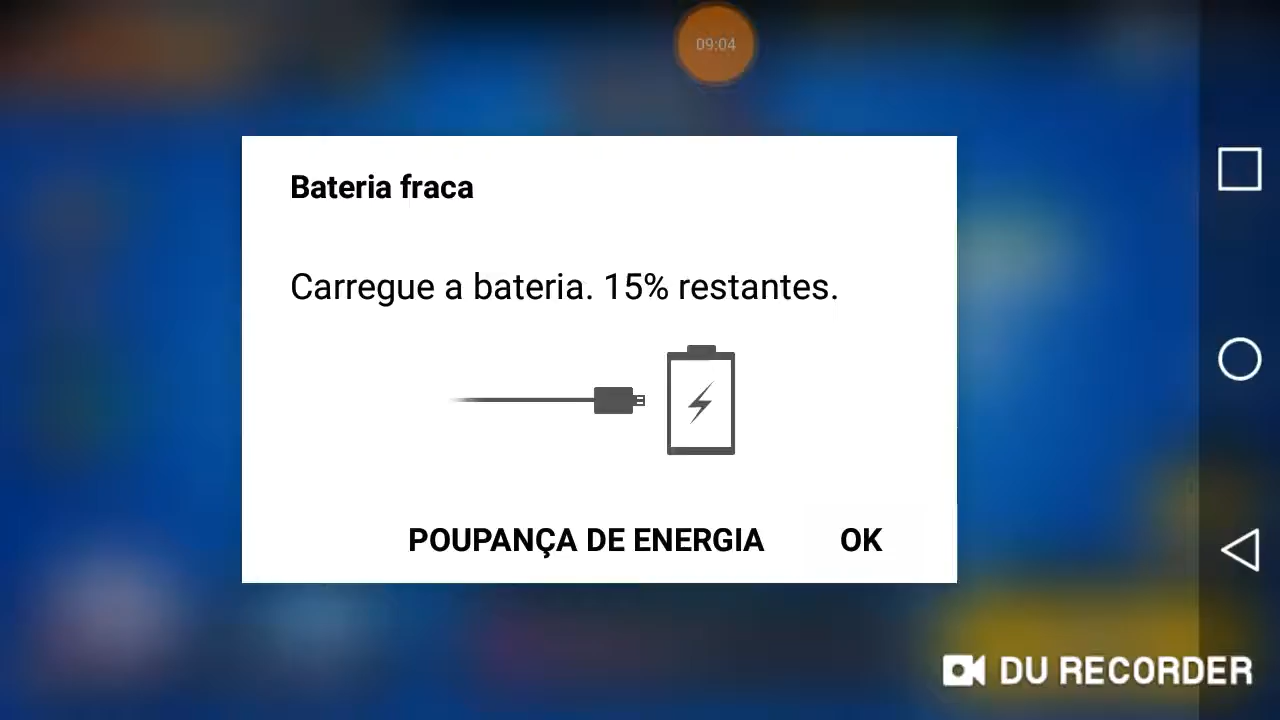 09:04
Bateria fraca
Carregue a bateria. 15% restantes.
POUPANÇA DE ENERGIA OK
DU RECORDER